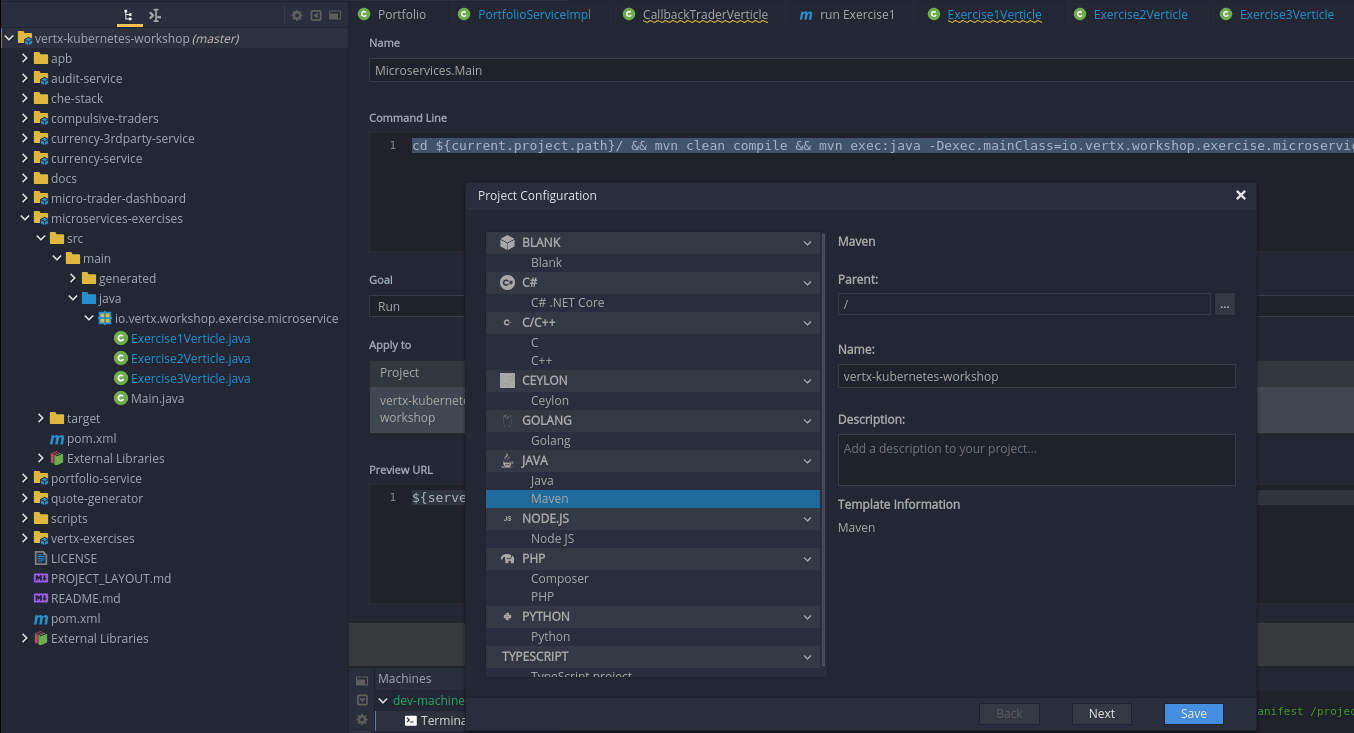 Portfolio
PortfolioServiceImpl
CallbackTraderVerticle
m run Exercise1
Exercise1Verticle
Exercise2Verticle
Exercise3Verticle
vertx-kubernetes-workshop (master)
apb
audit-service
che-stack
compulsive-traders
currency-3rdparty-service
currency-service
docs
micro-trader-dashboard
microservices-exercises
src
main
generated
java
io.vertx.workshop.exercise.microservice
Exercise1Verticle.java
Exercise2Verticle.java
Exercise3Verticle.java
Main.java
target
m pom.xml
External Libraries
portfolio-service
quote-generator
scripts
vertx-exercises
LICENSE
PROJECT_LAYOUT.md
README.md
m pom.xml
External Libraries
Name
Microservices.Main
Command Line
1 cd ${current.project.path}/ && mvn clean compile && mvn exec:java -Dexec.mainClass=io.vertx.workshop.exercise.microservic
Goal
Run
Apply to
Project
vertx-kubernete
workshop
Preview URL
1 ${serve
Machines
dev-machine
Termina
anifest /projec
Project Configuration
BLANK
Blank
C#
C# .NET Core
C/C++
C
C++
CEYLON
Ceylon
GOLANG
Golang
JAVA
Java
Maven
JS NODE.JS
Node JS
PHP
Composer
PHP
PYTHON
Python
TYPESCRIPT
TypeScript project
Maven
Parent:
/
...
Name:
vertx-kubernetes-workshop
Description:
Add a description to your project...
Template Information
Maven
Back
Next
Save